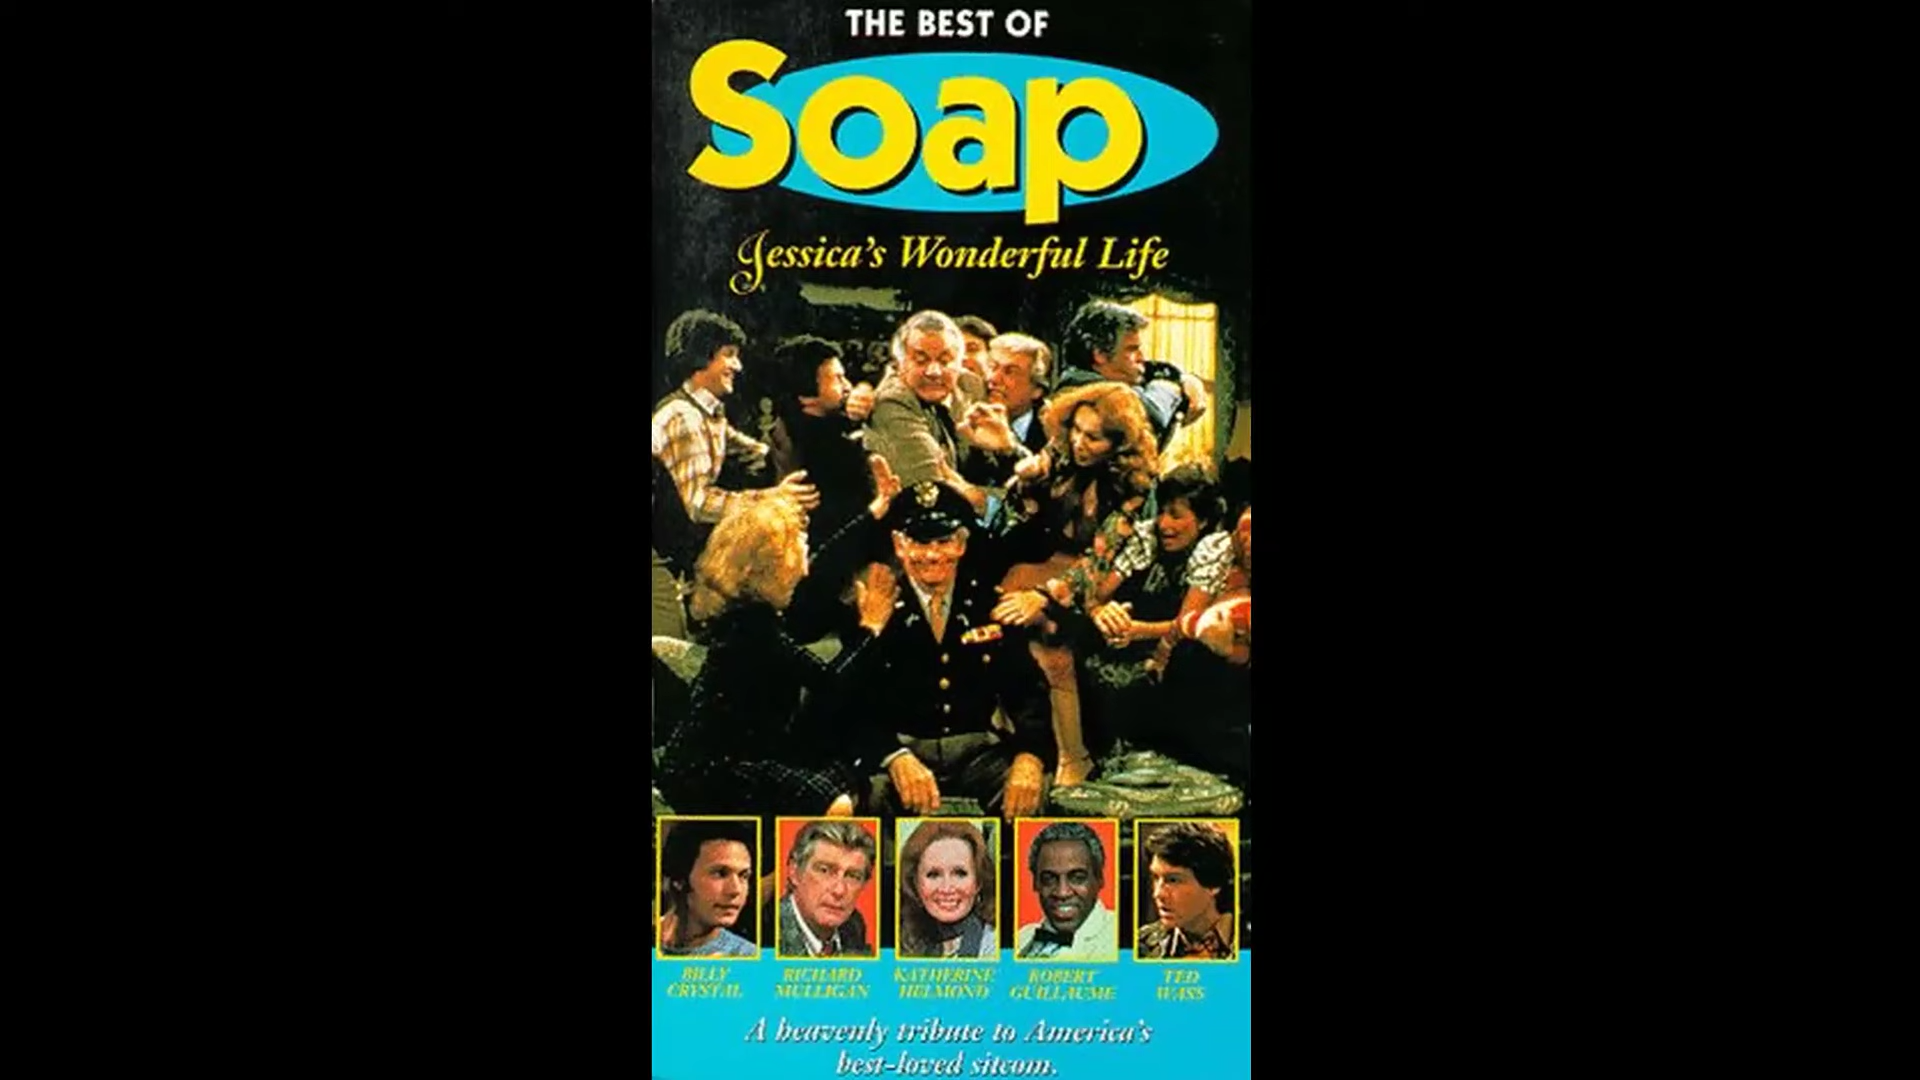 THE BEST OF
Soap
Jessica's Wonderful Life
BILLY CRYSTAL
RICHARD MULLIGAN
KATHERINE HELMOND
ROBERT GUILLAUME
TED WASS
A heavenly tribute to America's
best-loved sitcom.